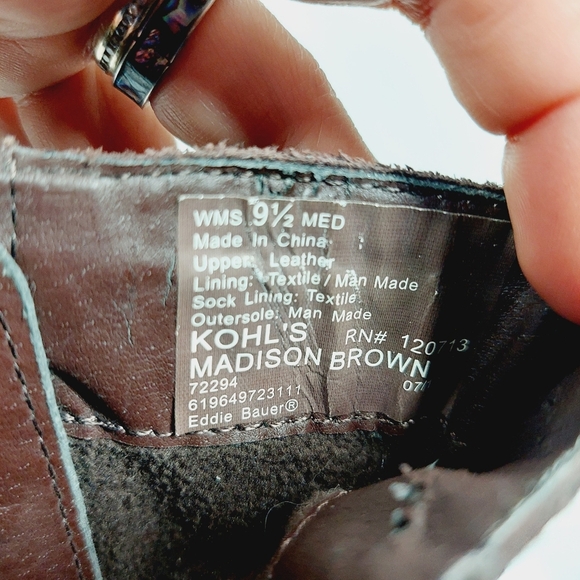 WMS 9½ MED
Made In China
Upper: Leather
Lining: Textile / Man Made
Sock Lining: Textile
Outersole: Man Made
KOHL'S RN# 120713
MADISON BROWN
72294 07/
619649723111
Eddie Bauer®